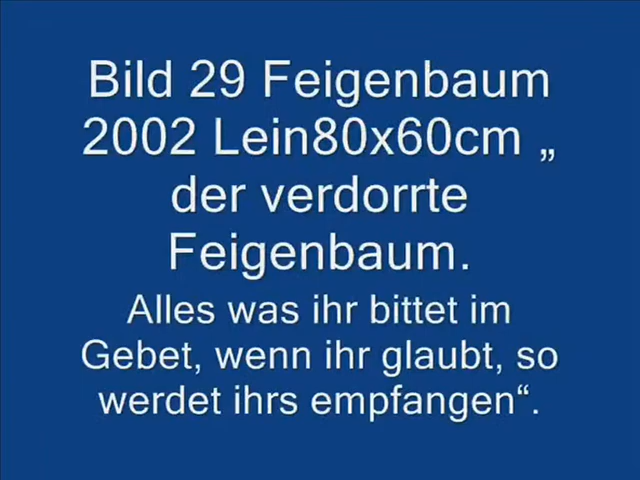 Bild 29 Feigenbaum
2002 Lein80x60cm „
der verdorrte
Feigenbaum.
Alles was ihr bittet im
Gebet, wenn ihr glaubt, so
werdet ihrs empfangen“.